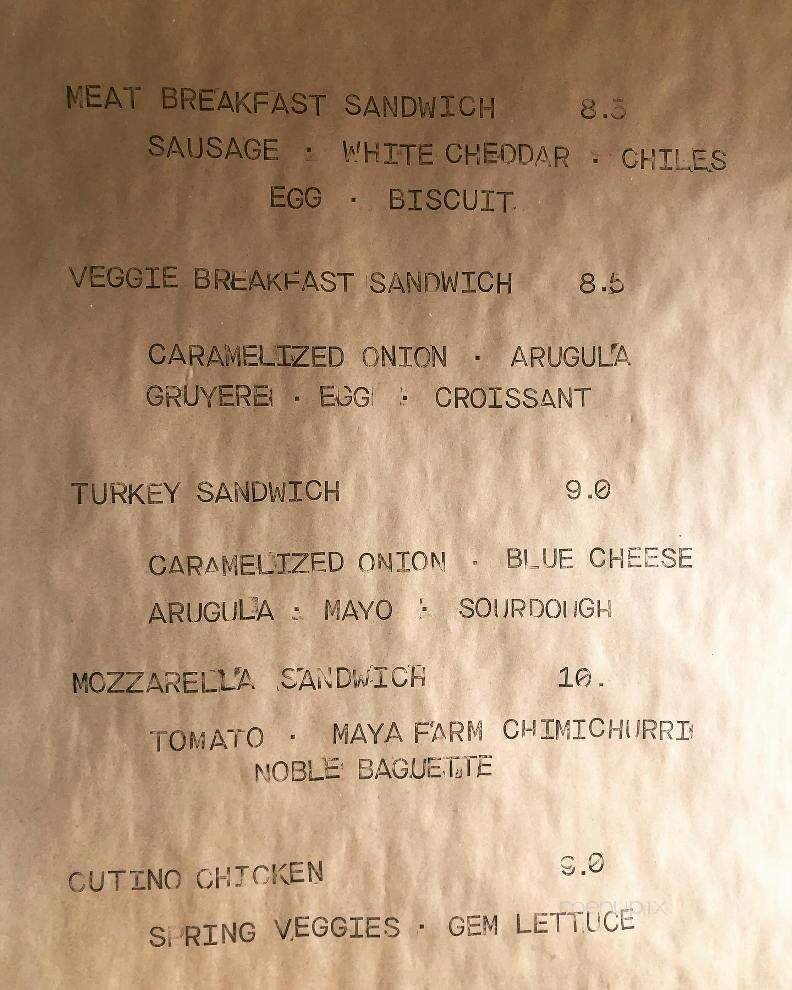 MEAT BREAKFAST SANDWICH 8.5
SAUSAGE · WHITE CHEDDAR · CHILES
EGG · BISCUIT
VEGGIE BREAKFAST SANDWICH 8.5
CARAMELIZED ONION · ARUGULA
GRUYERE · EGG · CROISSANT
TURKEY SANDWICH 9.0
CARAMELIZED ONION · BLUE CHEESE
ARUGULA · MAYO · SOURDOUGH
MOZZARELLA SANDWICH 10.
TOMATO · MAYA FARM CHIMICHURRI
NOBLE BAGUETTE
CUTINO CHICKEN 9.0
menupix
SPRING VEGGIES · GEM LETTUCE